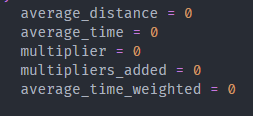 average_distance = 0
average_time = 0
multiplier = 0
multipliers_added = 0
average_time_weighted = 0